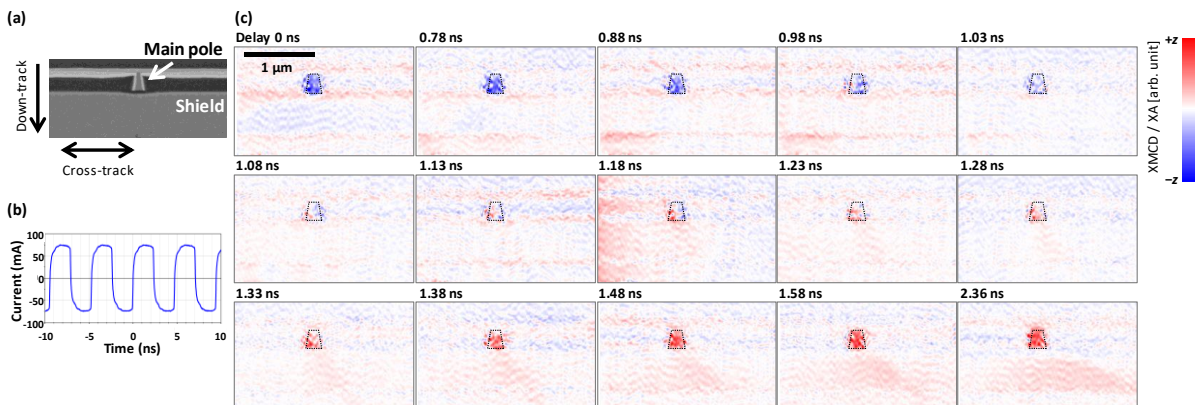 (a)
Main pole
Shield
Down-track
Cross-track
(b)
100
50
0
-50
-100
Current (mA)
-10
-5
0
5
10
Time (ns)
(c)
Delay 0 ns
0.78 ns
0.88 ns
0.98 ns
1.03 ns
1 μm
1.08 ns
1.13 ns
1.18 ns
1.23 ns
1.28 ns
1.33 ns
1.38 ns
1.48 ns
1.58 ns
2.36 ns
+z
XMCD / XA [arb. unit]
−z